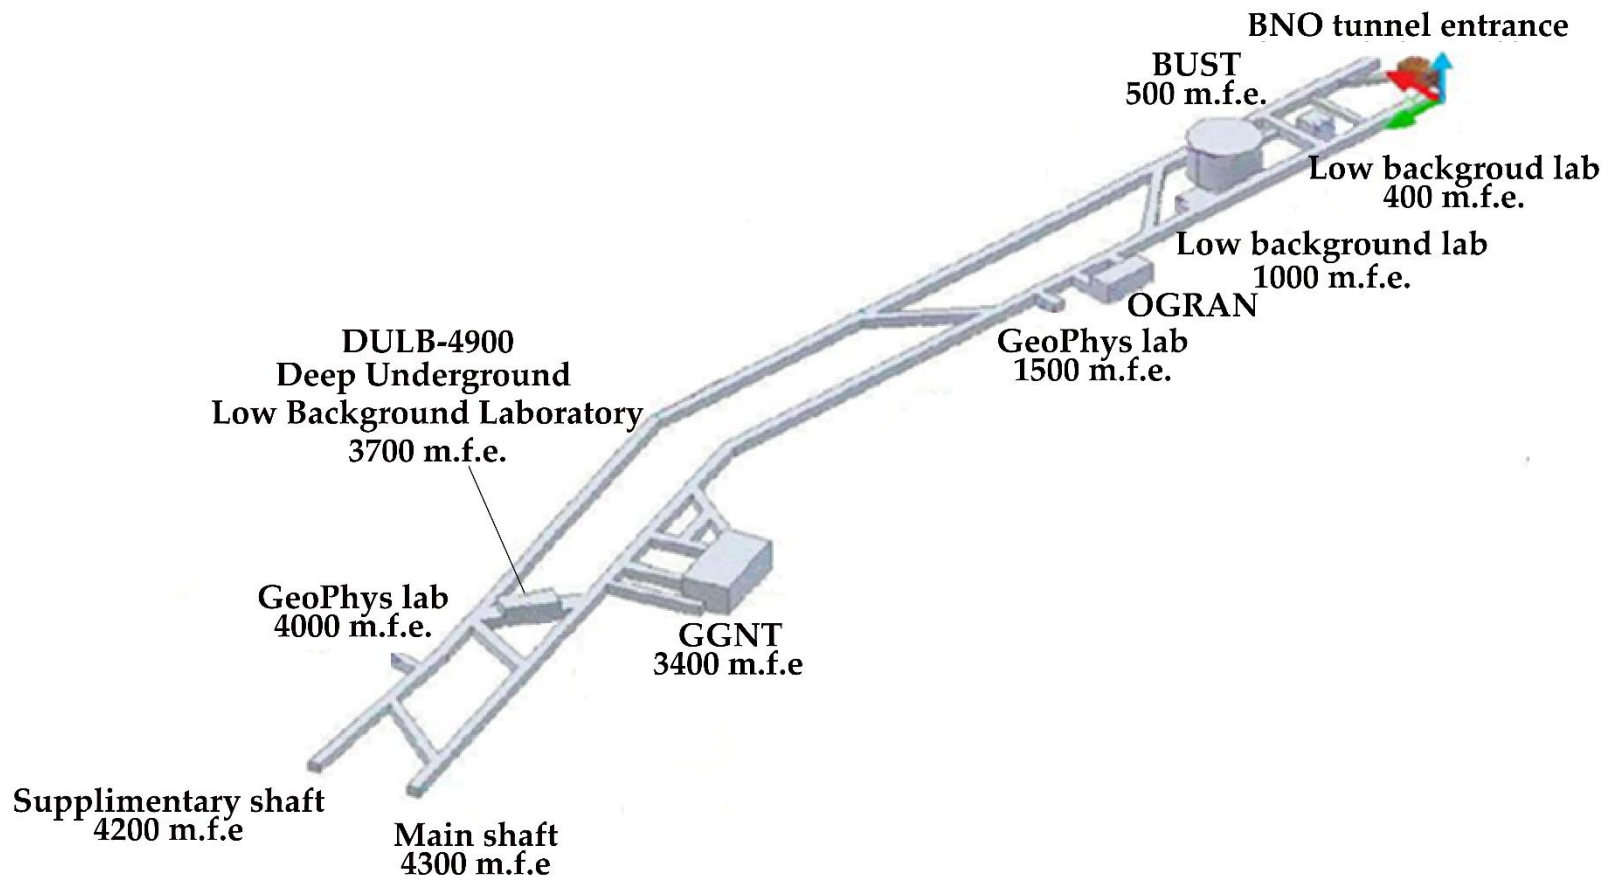 BNO tunnel entrance
BUST
500 m.f.e.
Low backgroud lab
400 m.f.e.
Low background lab
1000 m.f.e.
OGRAN
GeoPhys lab
1500 m.f.e.
DULB-4900
Deep Underground
Low Background Laboratory
3700 m.f.e.
GeoPhys lab
4000 m.f.e.
GGNT
3400 m.f.e
Supplimentary shaft
4200 m.f.e
Main shaft
4300 m.f.e